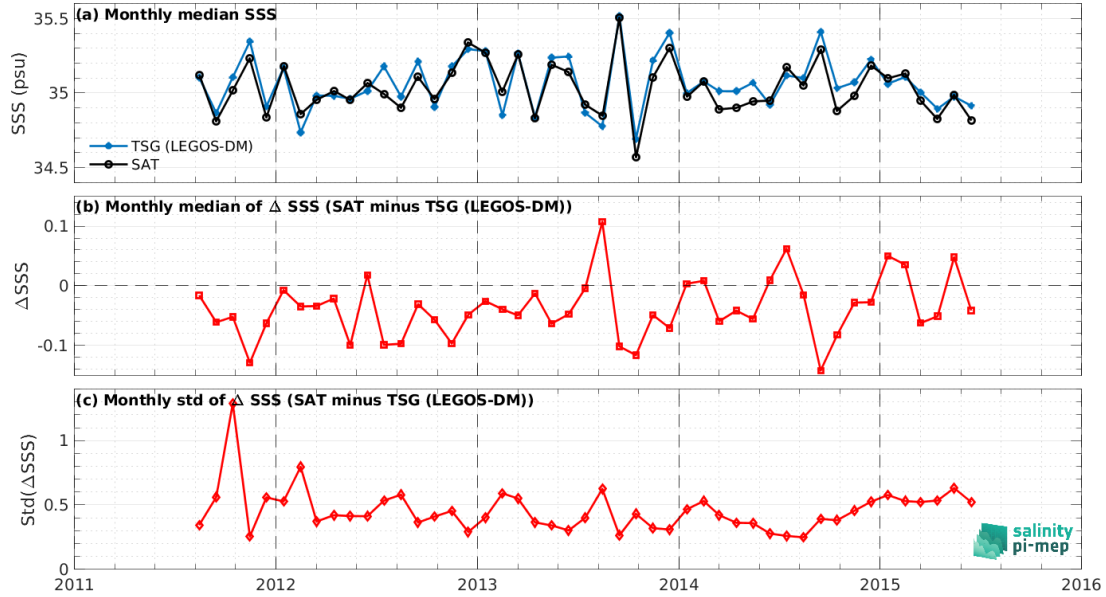 (a) Monthly median SSS
35.5
35
34.5
SSS (psu)
TSG (LEGOS-DM)
SAT
(b) Monthly median of Δ SSS (SAT minus TSG (LEGOS-DM))
0.1
0
-0.1
ΔSSS
(c) Monthly std of Δ SSS (SAT minus TSG (LEGOS-DM))
1
0.5
0
Std(ΔSSS)
salinity
pi-mep
2011 2012 2013 2014 2015 2016